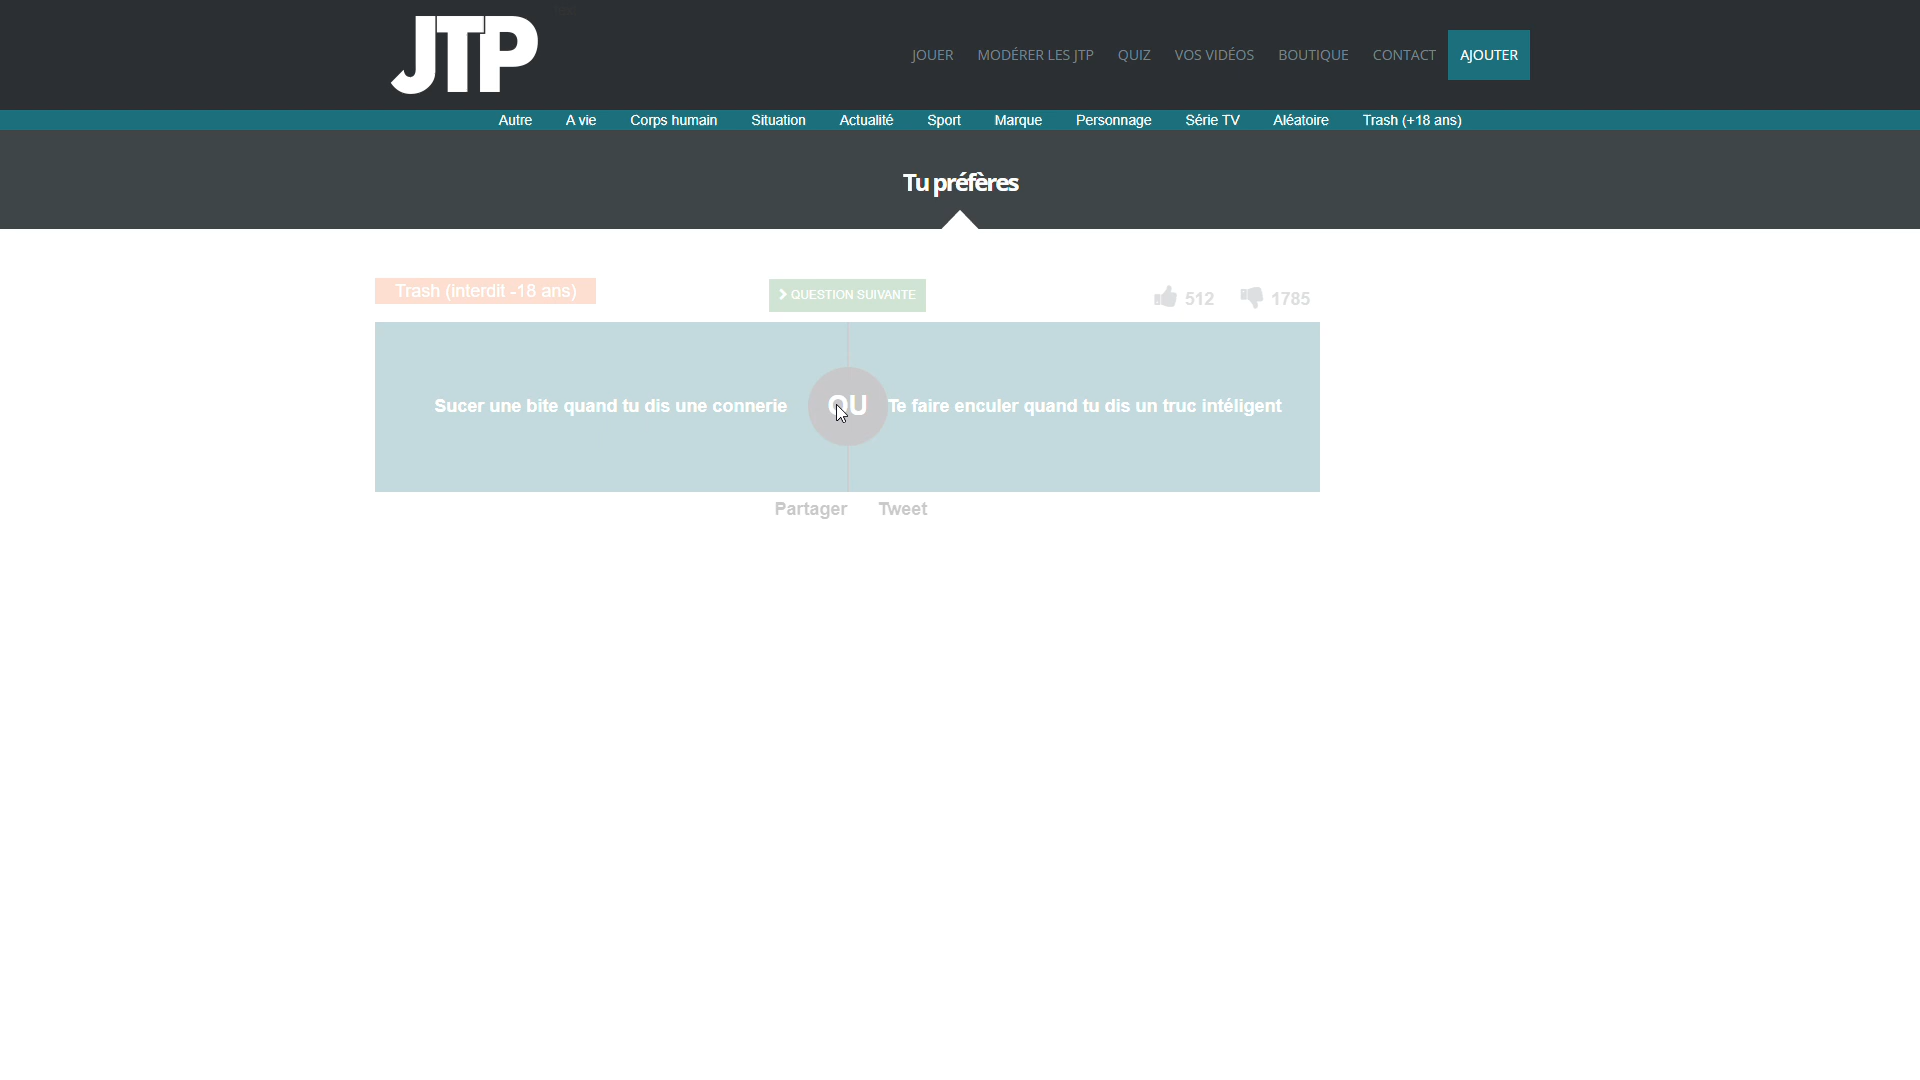 JTP
JOUER MODÉRER LES JTP QUIZ VOS VIDÉOS BOUTIQUE CONTACT AJOUTER
Autre A vie Corps humain Situation Actualité Sport Marque Personnage Série TV Aléatoire Trash (+18 ans)
Tu préfères
Trash (interdit -18 ans) QUESTION SUIVANTE 512 1785
Sucer une bite quand tu dis une connerie OU Te faire enculer quand tu dis un truc intéligent
Partager Tweet